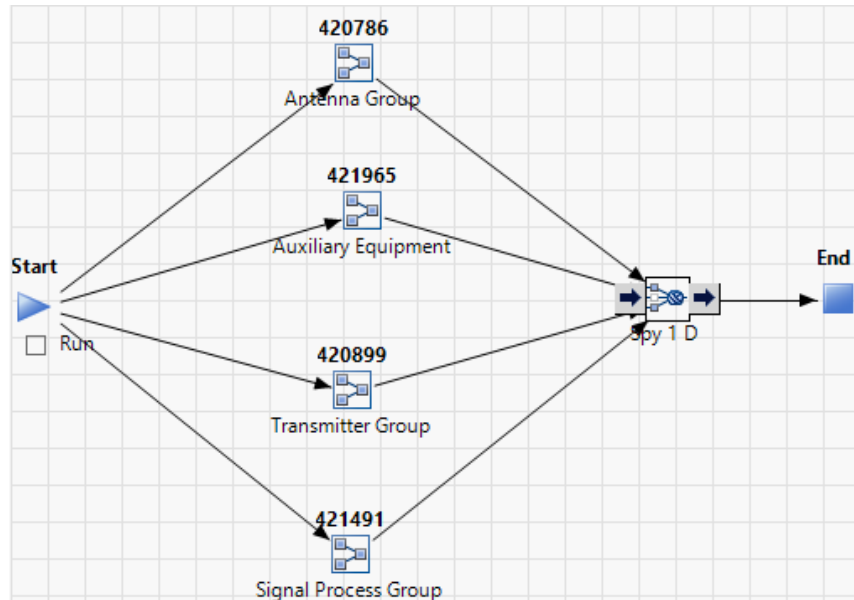 420786
Antenna Group
421965
Auxiliary Equipment
Start
End
Run
Spy 1 D
420899
Transmitter Group
421491
Signal Process Group